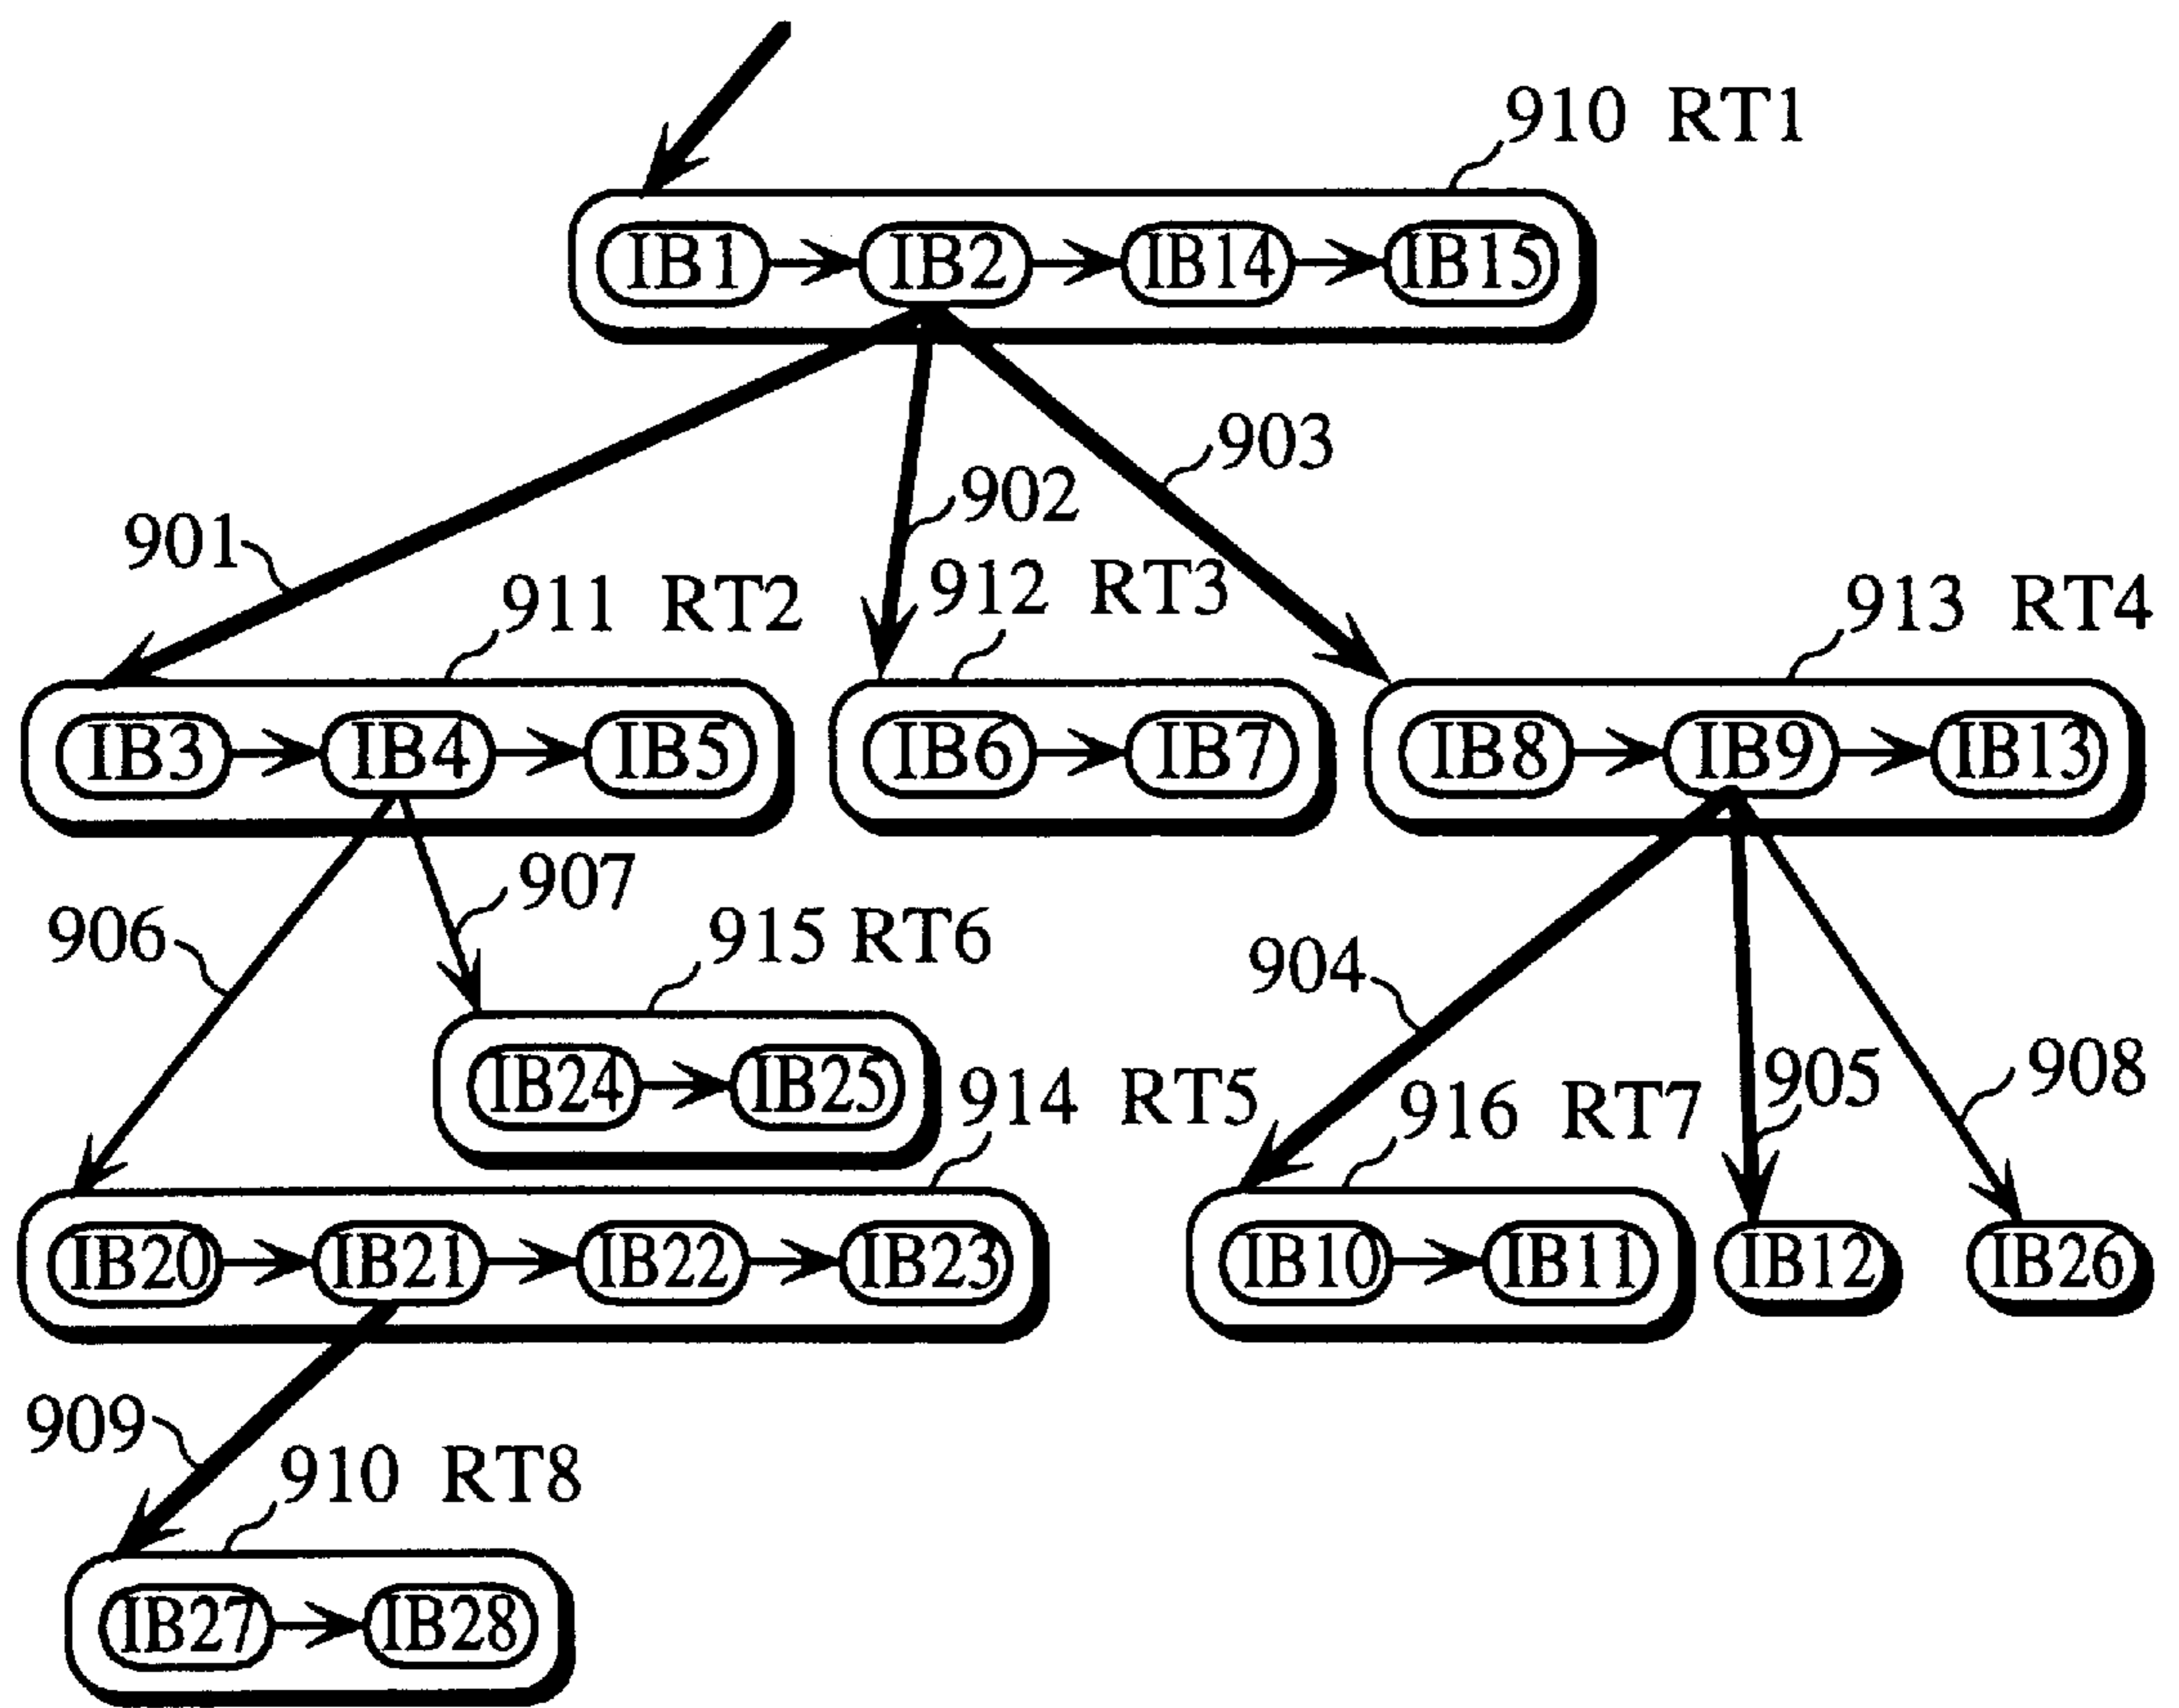 910 RT1
IB1 IB2 IB14 IB15
903
902
901
911 RT2 912 RT3 913 RT4
IB3 IB4 IB5 IB6 IB7 IB8 IB9 IB13
907
906 915 RT6 904
905 908
IB24 IB25 914 RT5 916 RT7
IB20 IB21 IB22 IB23 IB10 IB11 IB12 IB26
909
910 RT8
IB27 IB28